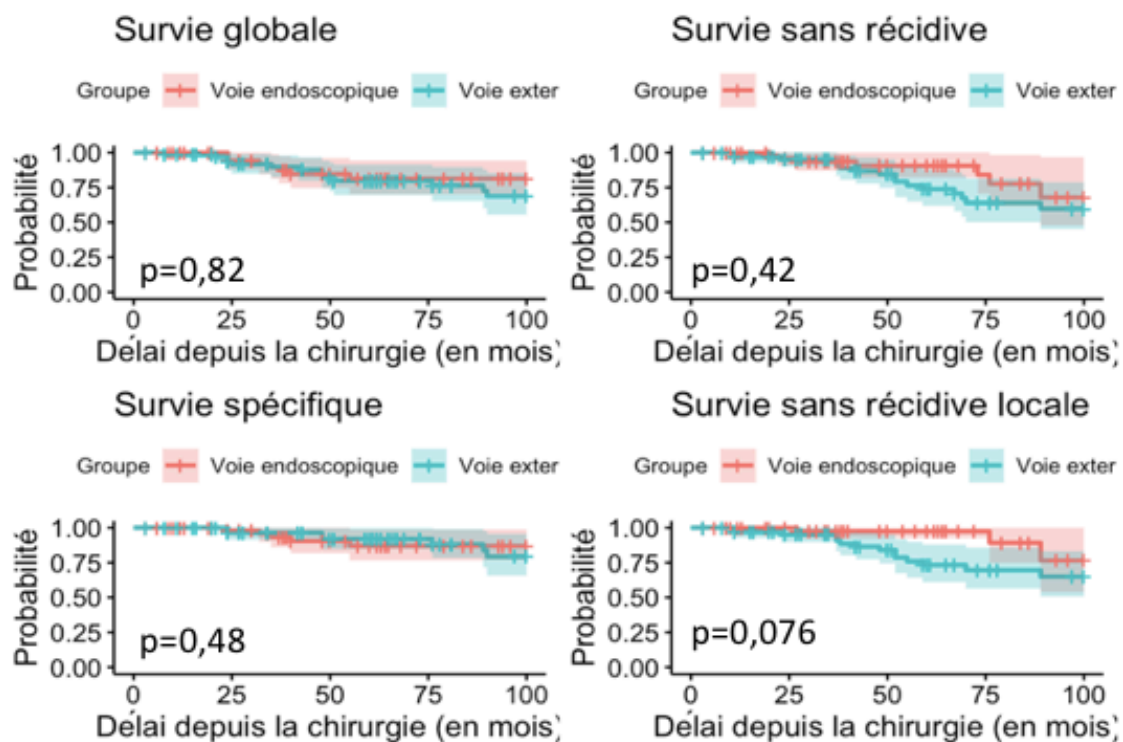 Survie globale
Groupe Voie endoscopique Voie exter
Probabilité
1.00
0.75
0.50
0.25
0.00
p=0,82
0 25 50 75 100
Délai depuis la chirurgie (en mois)
Survie sans récidive
Groupe Voie endoscopique Voie exter
Probabilité
1.00
0.75
0.50
0.25
0.00
p=0,42
0 25 50 75 100
Délai depuis la chirurgie (en mois)
Survie spécifique
Groupe Voie endoscopique Voie exter
Probabilité
1.00
0.75
0.50
0.25
0.00
p=0,48
0 25 50 75 100
Délai depuis la chirurgie (en mois)
Survie sans récidive locale
Groupe Voie endoscopique Voie exter
Probabilité
1.00
0.75
0.50
0.25
0.00
p=0,076
0 25 50 75 100
Délai depuis la chirurgie (en mois)